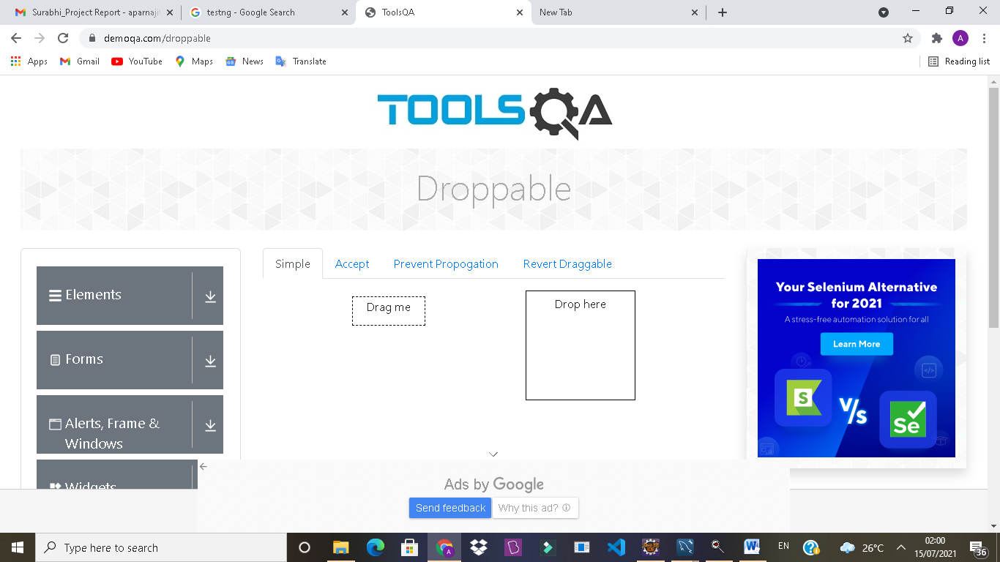 Surabhi_Project Report - aparnaji
testng - Google Search
ToolsQA
New Tab
demoqa.com/droppable
A
Apps
Gmail
YouTube
Maps
News
Translate
Reading list
TOOLSQA
Droppable
Elements
Forms
Alerts, Frame &
Windows
Widgets
Simple
Accept
Prevent Propogation
Revert Draggable
Drag me
Drop here
Your Selenium Alternative
for 2021
A stress-free automation solution for all
Learn More
S
V/s
Se
Ads by Google
Send feedback
Why this ad?
Type here to search
EN
26°C
02:00
15/07/2021
36